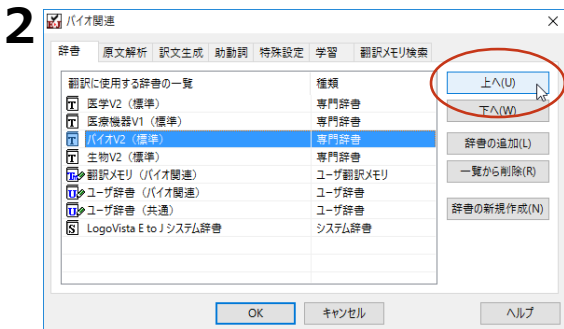 2
バイオ関連
辞書 原文解析 訳文生成 助動詞 特殊設定 学習 翻訳メモリ検索
翻訳に使用する辞書の一覧 種類
T 医学V2（標準） 専門辞書
T 医療機器V1（標準） 専門辞書
T バイオV2（標準） 専門辞書
T 生物V2（標準） 専門辞書
翻訳メモリ（バイオ関連） ユーザ翻訳メモリ
U ユーザ辞書（バイオ関連） ユーザ辞書
U ユーザ辞書（共通） ユーザ辞書
S LogoVista E to J システム辞書 システム辞書
上へ(U)
下へ(W)
辞書の追加(L)
一覧から削除(R)
辞書の新規作成(N)
OK キャンセル ヘルプ